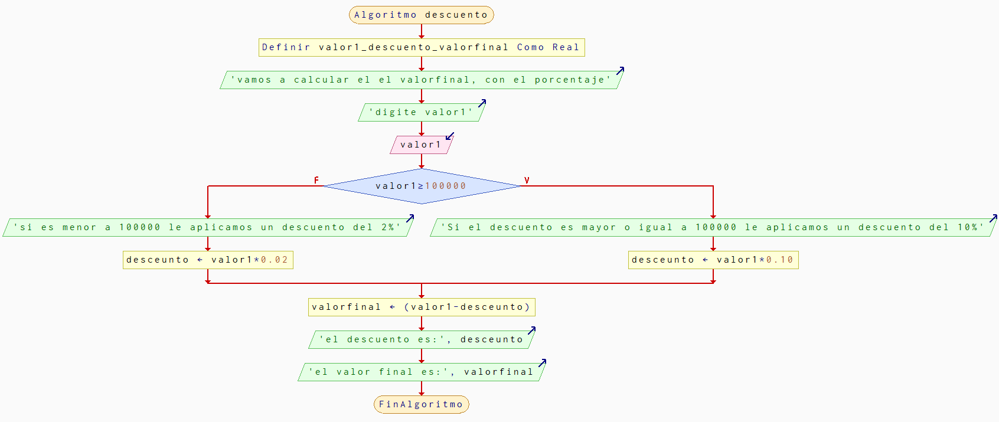 Algoritmo descuento
Definir valor1_descuento_valorfinal Como Real
'vamos a calcular el el valorfinal, con el porcentaje'
'digite valor1'
valor1
F
V
valor1≥100000
'si es menor a 100000 le aplicamos un descuento del 2%'
'Si el descuento es mayor o igual a 100000 le aplicamos un descuento del 10%'
desceunto ← valor1*0.02
desceunto ← valor1*0.10
valorfinal ← (valor1-desceunto)
'el descuento es:', desceunto
'el valor final es:', valorfinal
FinAlgoritmo